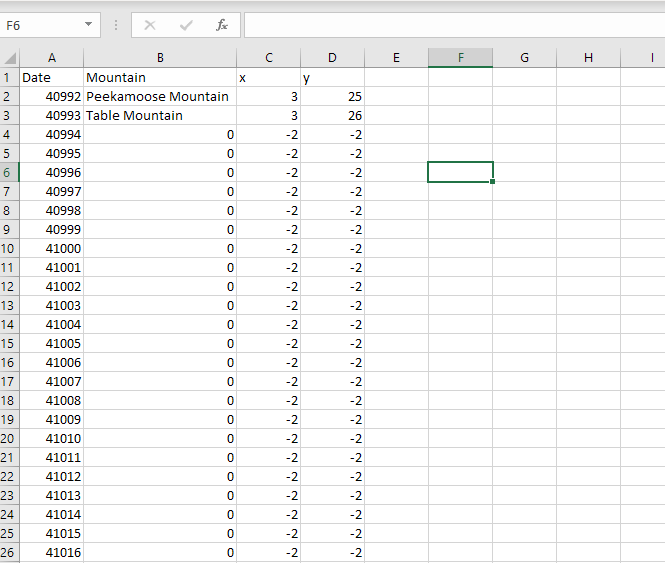 F6 fx
A B C D E F G H I
1 Date Mountain x y
2 40992 Peekamoose Mountain 3 25
3 40993 Table Mountain 3 26
4 40994 0 -2 -2
5 40995 0 -2 -2
6 40996 0 -2 -2
7 40997 0 -2 -2
8 40998 0 -2 -2
9 40999 0 -2 -2
10 41000 0 -2 -2
11 41001 0 -2 -2
12 41002 0 -2 -2
13 41003 0 -2 -2
14 41004 0 -2 -2
15 41005 0 -2 -2
16 41006 0 -2 -2
17 41007 0 -2 -2
18 41008 0 -2 -2
19 41009 0 -2 -2
20 41010 0 -2 -2
21 41011 0 -2 -2
22 41012 0 -2 -2
23 41013 0 -2 -2
24 41014 0 -2 -2
25 41015 0 -2 -2
26 41016 0 -2 -2